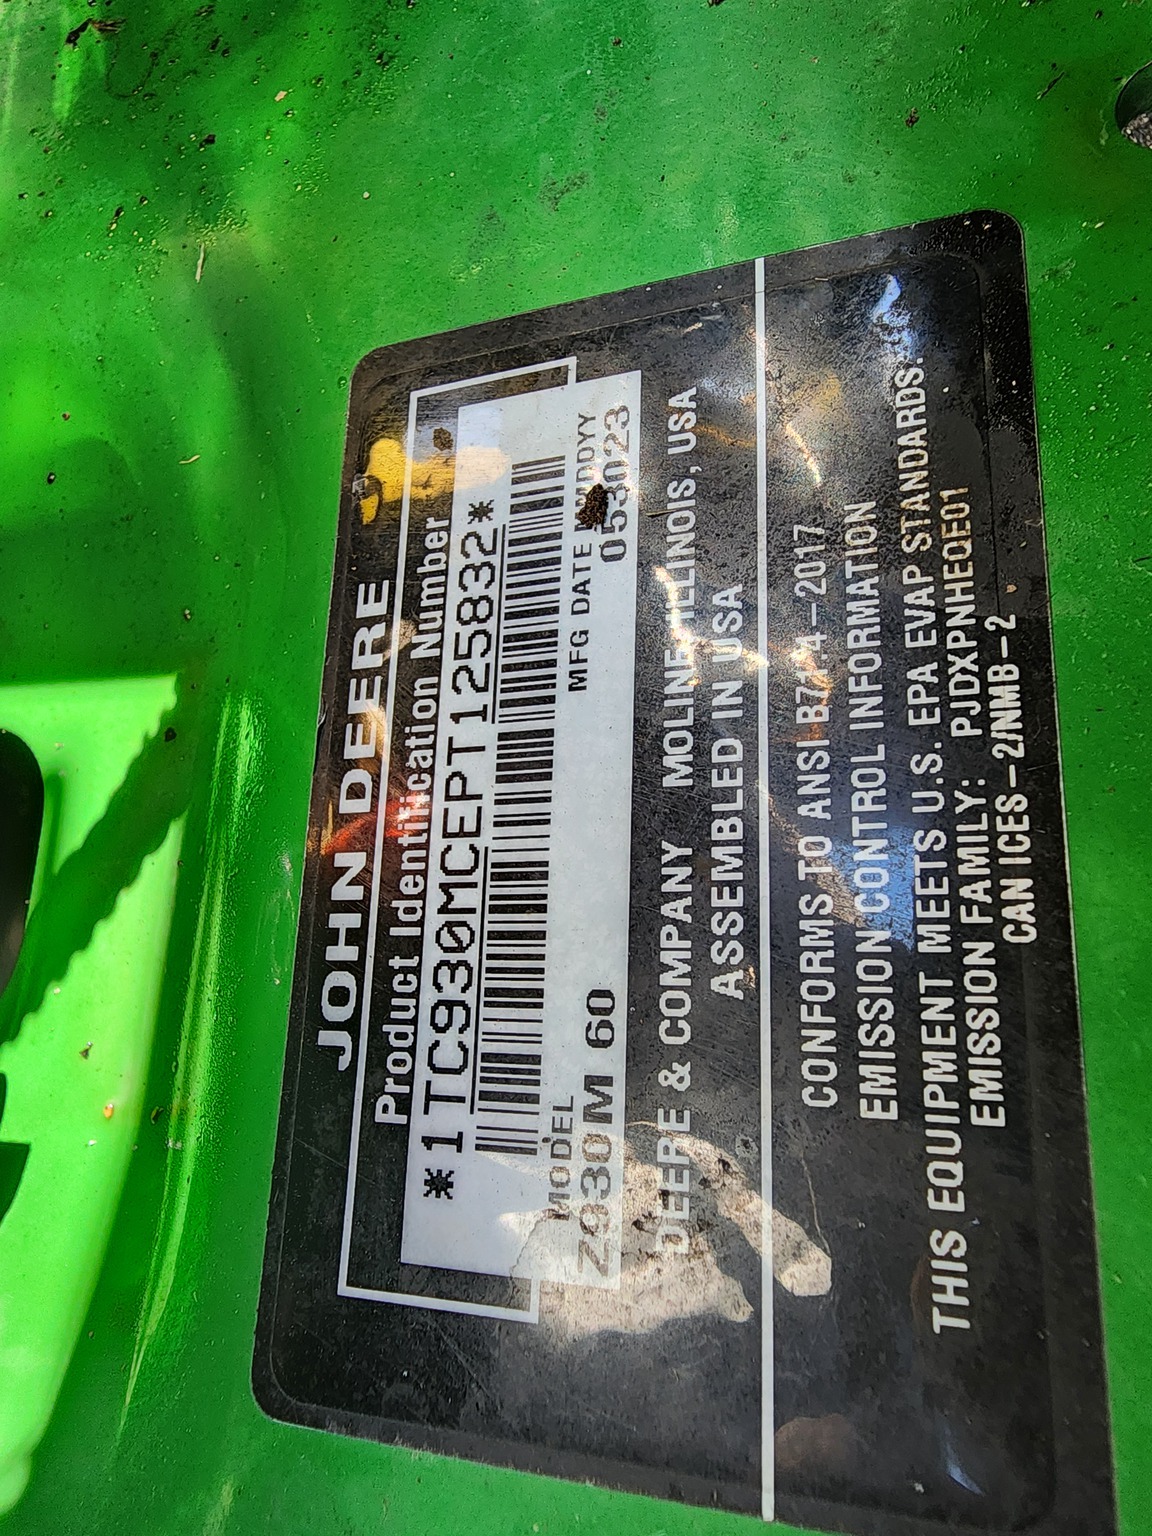 JOHN DEERE
Product Identification Number
*1TC930MCEPT125832*
MODEL MFG DATE MMDDYY
Z930M 60 053023
DEERE & COMPANY MOLINE, ILLINOIS, USA
ASSEMBLED IN USA
CONFORMS TO ANSI B71.4-2017
EMISSION CONTROL INFORMATION
THIS EQUIPMENT MEETS U.S. EPA EVAP STANDARDS.
EMISSION FAMILY: PJDXPNHEQE01
CAN ICES-2/NMB-2